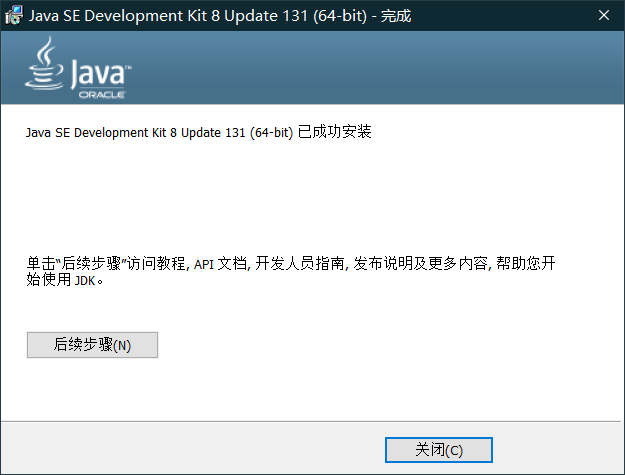 Java SE Development Kit 8 Update 131 (64-bit) - 完成
Java™
ORACLE
Java SE Development Kit 8 Update 131 (64-bit) 已成功安装
单击“后续步骤”访问教程, API 文档, 开发人员指南, 发布说明及更多内容, 帮助您开
始使用 JDK。
后续步骤(N)
关闭(C)